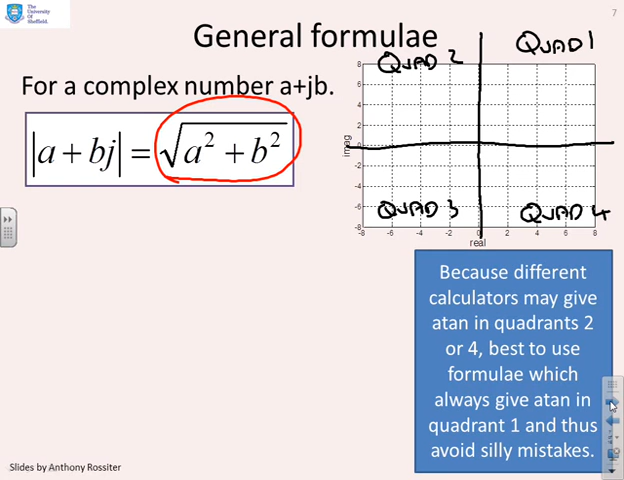 The
University
Of
Sheffield.
7
General formulae
For a complex number a+jb.
|a + bj| = √(a² + b²)
QUAD 1
QUAD 2
QUAD 3
QUAD 4
8
6
4
2
0
-2
-4
-6
-8
imag
-8 -6 -4 -2 0 2 4 6 8
real
Because different
calculators may give
atan in quadrants 2
or 4, best to use
formulae which
always give atan in
quadrant 1 and thus
avoid silly mistakes.
Slides by Anthony Rossiter